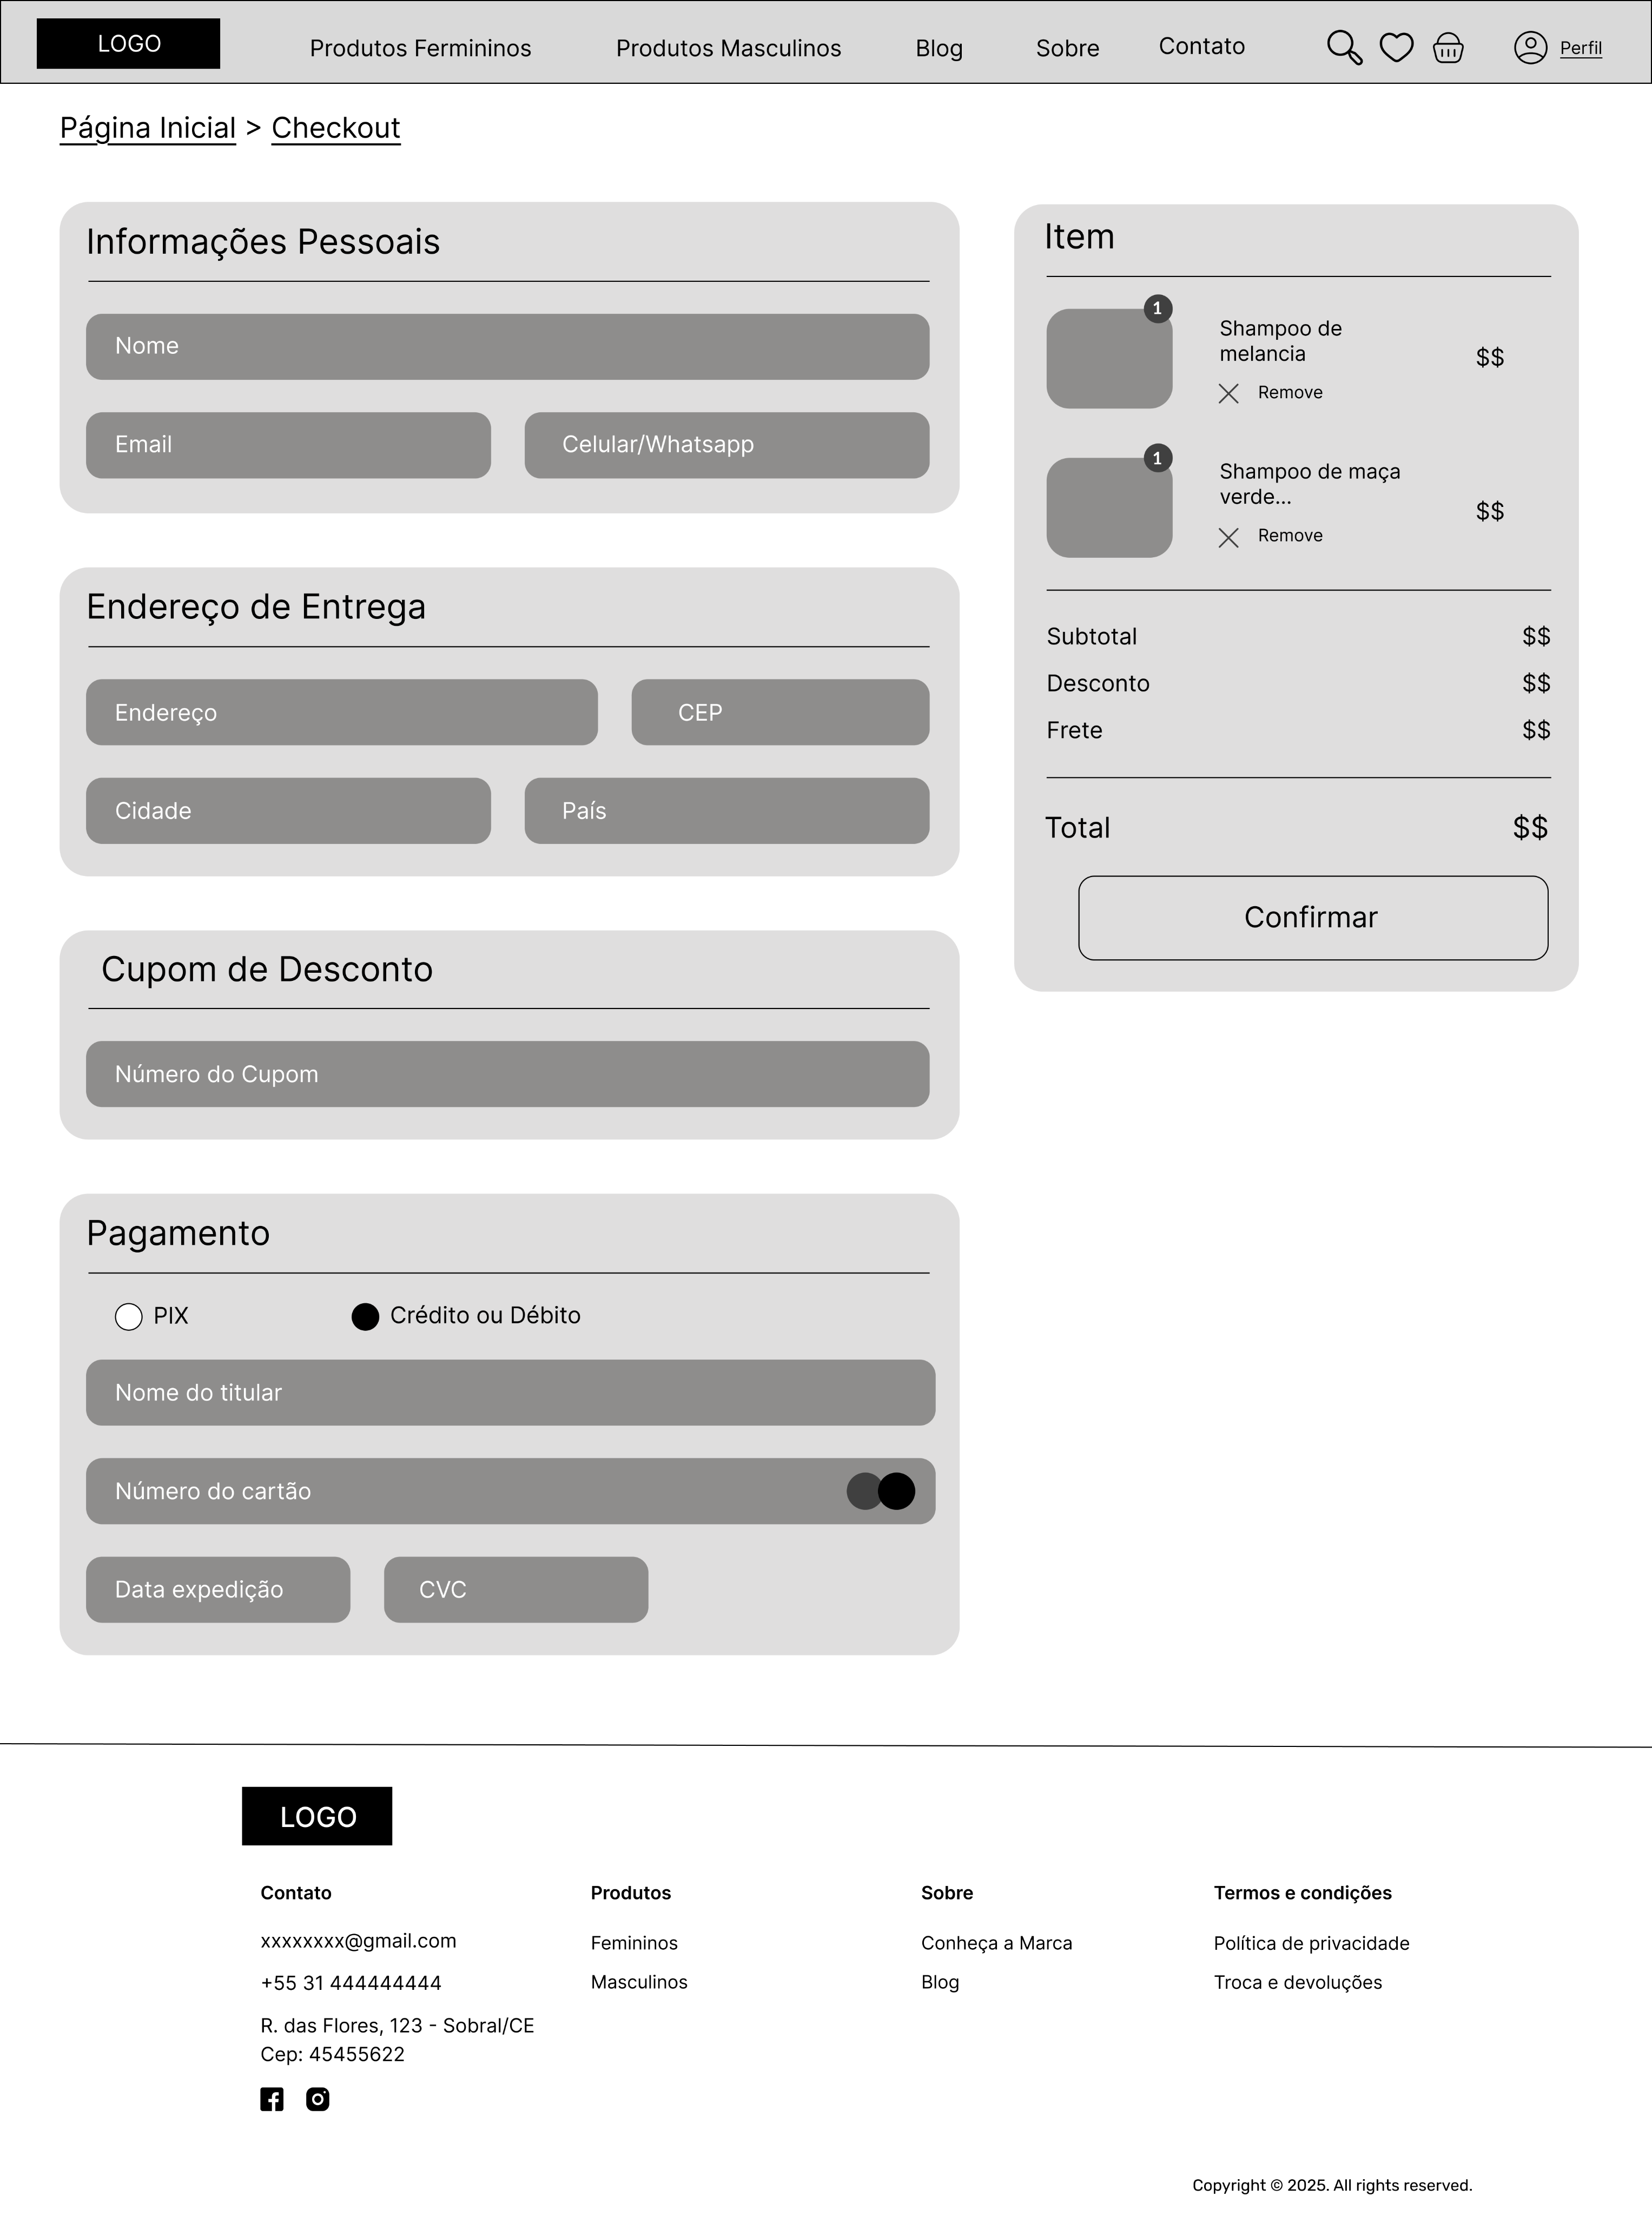 LOGO
Produtos Fermininos
Produtos Masculinos
Blog
Sobre
Contato
Perfil
Página Inicial > Checkout
Informações Pessoais
Nome
Email
Celular/Whatsapp
Endereço de Entrega
Endereço
CEP
Cidade
País
Cupom de Desconto
Número do Cupom
Pagamento
PIX
Crédito ou Débito
Nome do titular
Número do cartão
Data expedição
CVC
Item
1
Shampoo de
melancia
$$
Remove
1
Shampoo de maça
verde...
$$
Remove
Subtotal $$
Desconto $$
Frete $$
Total $$
Confirmar
LOGO
Contato
xxxxxxxx@gmail.com
+55 31 444444444
R. das Flores, 123 - Sobral/CE
Cep: 45455622
Produtos
Femininos
Masculinos
Sobre
Conheça a Marca
Blog
Termos e condições
Política de privacidade
Troca e devoluções
Copyright © 2025. All rights reserved.